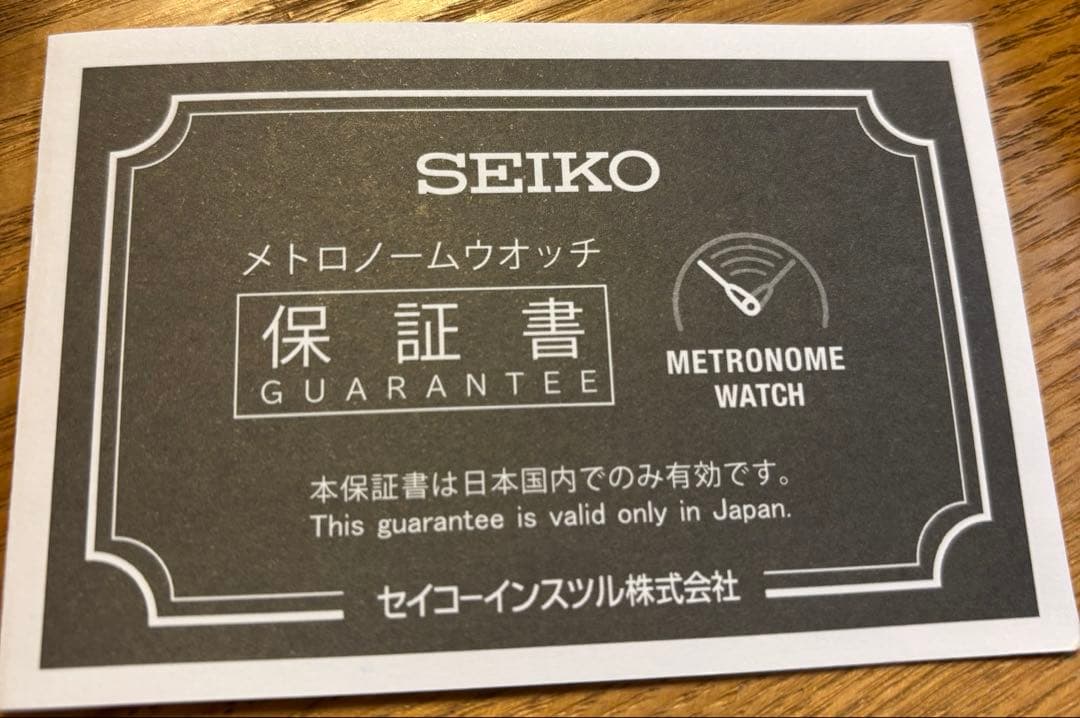 SEIKO
メトロノームウオッチ
保証書
GUARANTEE
METRONOME
WATCH
本保証書は日本国内でのみ有効です。
This guarantee is valid only in Japan.
セイコーインスツル株式会社